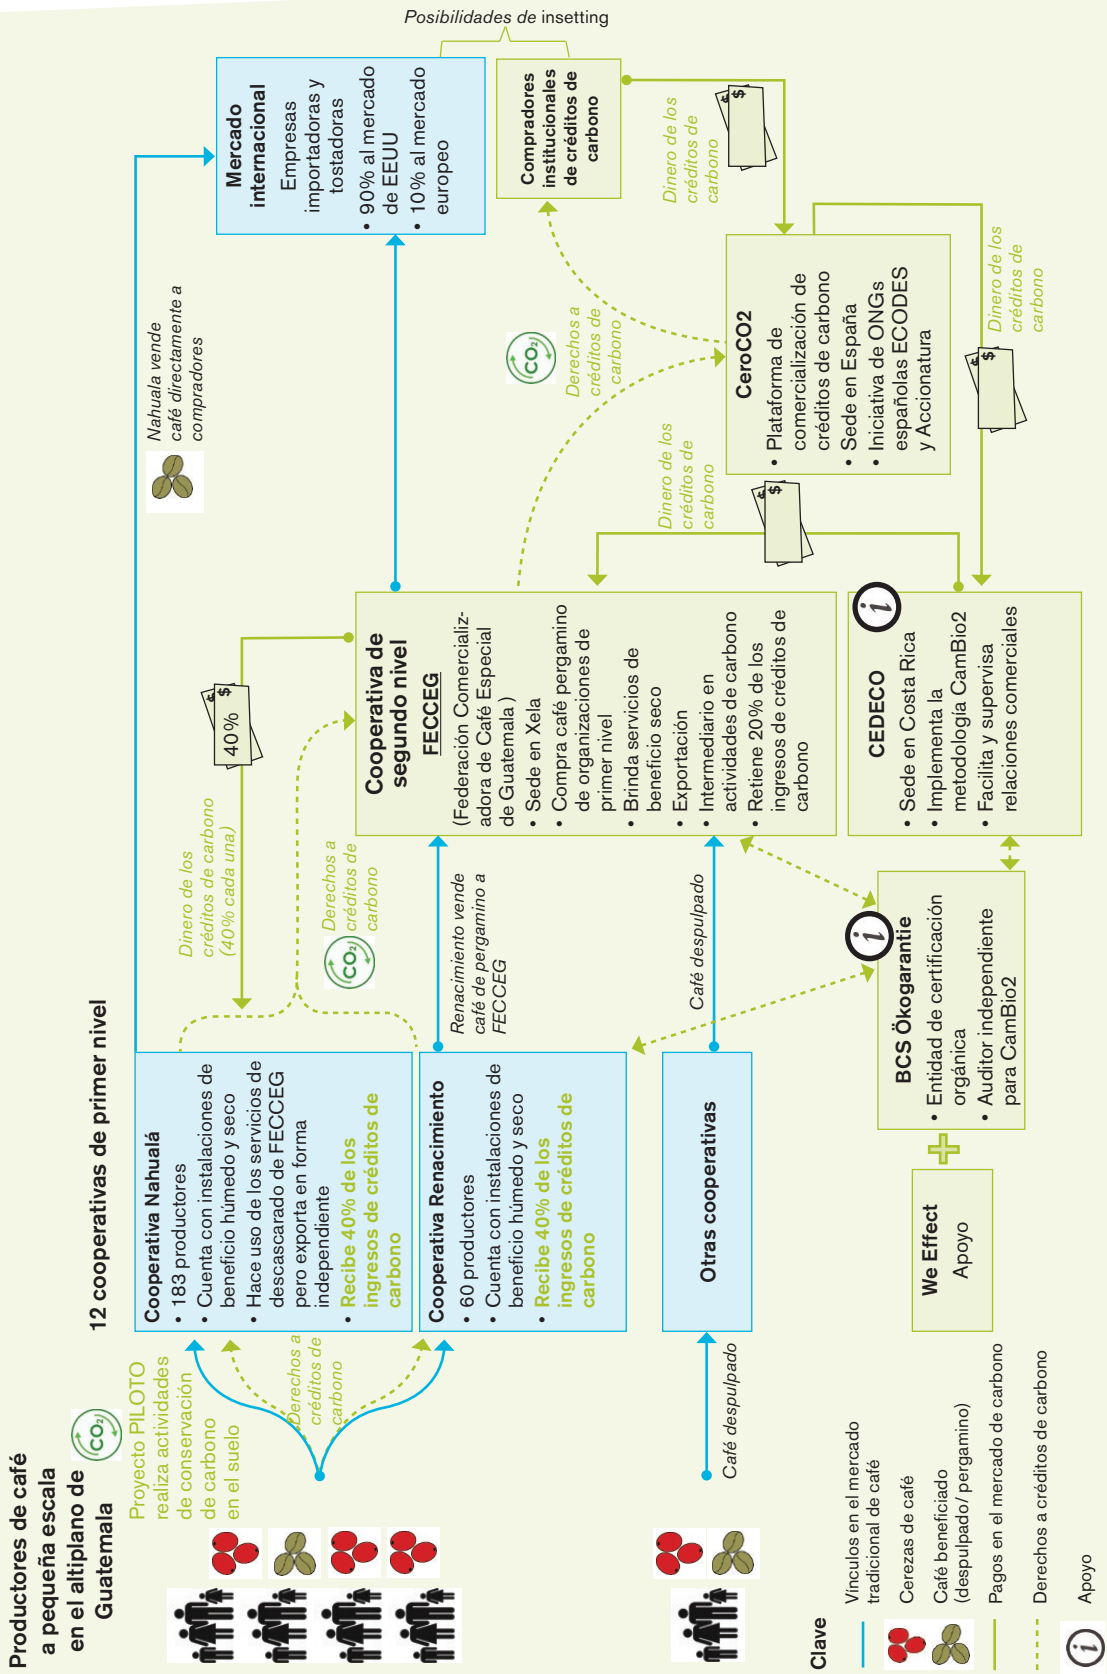 Productores de café
a pequeña escala
en el altiplano de
Guatemala
CO2
Proyecto PILOTO
realiza actividades
de conservación
de carbono
en el suelo
12 cooperativas de primer nivel
Cooperativa Nahualá
• 183 productores
• Cuenta con instalaciones de
beneficio húmedo y seco
• Hace uso de los servicios de
descascarado de FECCEG
pero exporta en forma
independiente
• Recibe 40% de los
ingresos de créditos de
carbono
Derechos a
créditos de
carbono
Cooperativa Renacimiento
• 60 productores
• Cuenta con instalaciones de
beneficio húmedo y seco
• Recibe 40% de los
ingresos de créditos de
carbono
Café despulpado
Otras cooperativas
We Effect
Apoyo
BCS Ökogarantie
• Entidad de certificación
orgánica
• Auditor independiente
para CamBio2
i
Dinero de los
créditos de carbono
(40% cada una)
40%
$
Derechos a
créditos de
carbono
CO2
Renacimiento vende
café de pergamino a
FECCEG
Café despulpado
Cooperativa de
segundo nivel
FECCEG
(Federación Comercializ-
adora de Café Especial
de Guatemala )
• Sede en Xela
• Compra café pergamino
de organizaciones de
primer nivel
• Brinda servicios de
beneficio seco
• Exportación
• Intermediario en
actividades de carbono
• Retiene 20% de los
ingresos de créditos de
carbono
CEDECO
• Sede en Costa Rica
• Implementa la
metodología CamBio2
• Facilita y supervisa
relaciones comerciales
i
Nahuala vende
café directamente a
compradores
CO2
Derechos a
créditos de
carbono
Dinero de los
créditos de
carbono
$
CeroCO2
• Plataforma de
comercialización de
créditos de carbono
• Sede en España
• Iniciativa de ONGs
españolas ECODES
y Accionatura
Mercado
internacional
Empresas
importadoras y
tostadoras
• 90% al mercado
de EEUU
• 10% al mercado
europeo
Posibilidades de insetting
Compradores
institucionales
de créditos de
carbono
Dinero de los
créditos de
carbono
$
Dinero de los
créditos de
carbono
$
Clave
Vínculos en el mercado
tradicional de café
Cerezas de café
Café beneficiado
(despulpado/ pergamino)
Pagos en el mercado de carbono
Derechos a créditos de carbono
i
Apoyo